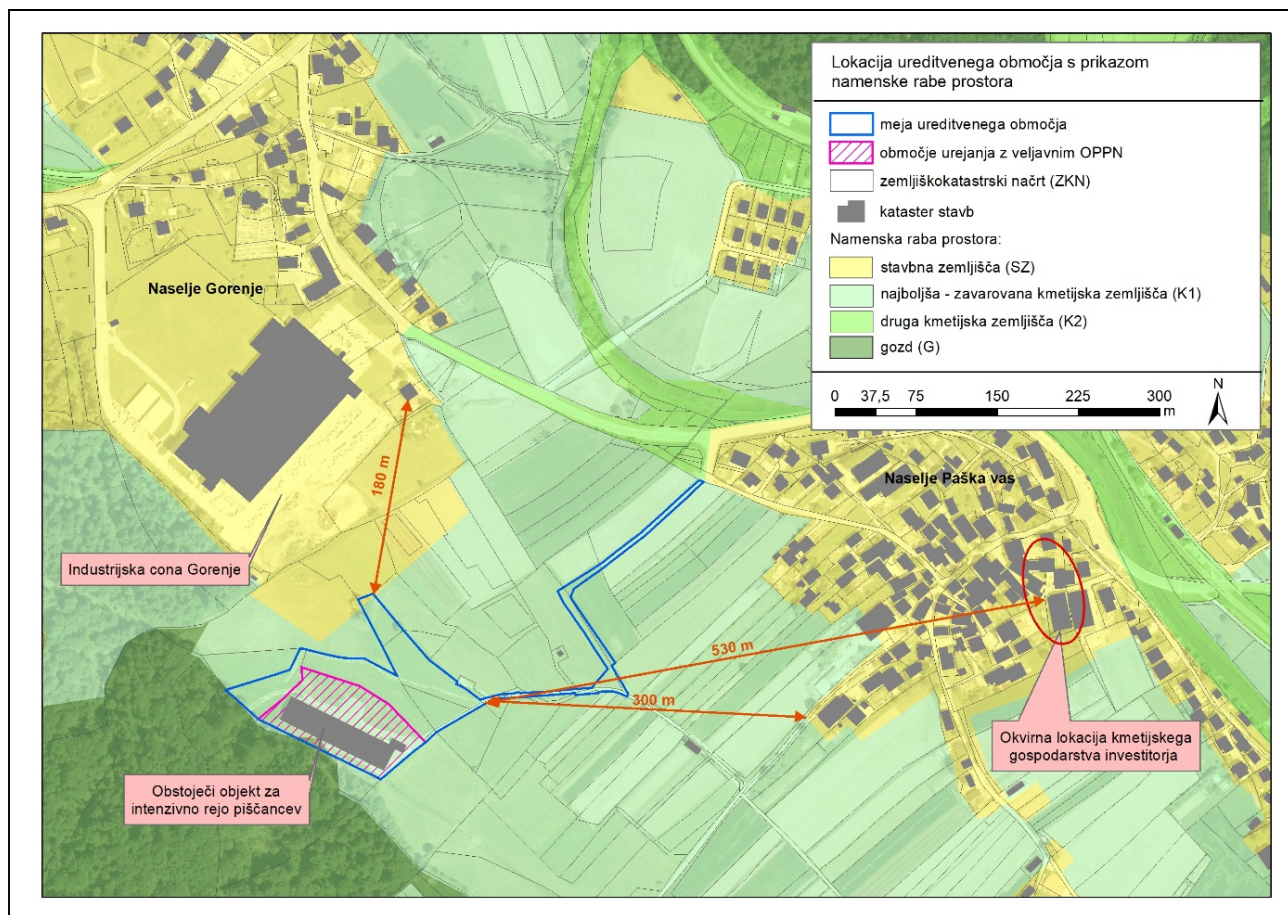 Lokacija ureditvenega območja s prikazom
namenske rabe prostora
meja ureditvenega območja
območje urejanja z veljavnim OPPN
zemljiškokatastrski načrt (ZKN)
kataster stavb
Namenska raba prostora:
stavbna zemljišča (SZ)
najboljša - zavarovana kmetijska zemljišča (K1)
druga kmetijska zemljišča (K2)
gozd (G)
0 37,5 75 150 225 300
m
N
Naselje Gorenje
Naselje Paška vas
180 m
Industrijska cona Gorenje
530 m
300 m
Okvirna lokacija kmetijskega
gospodarstva investitorja
Obstoječi objekt za
intenzivno rejo piščancev